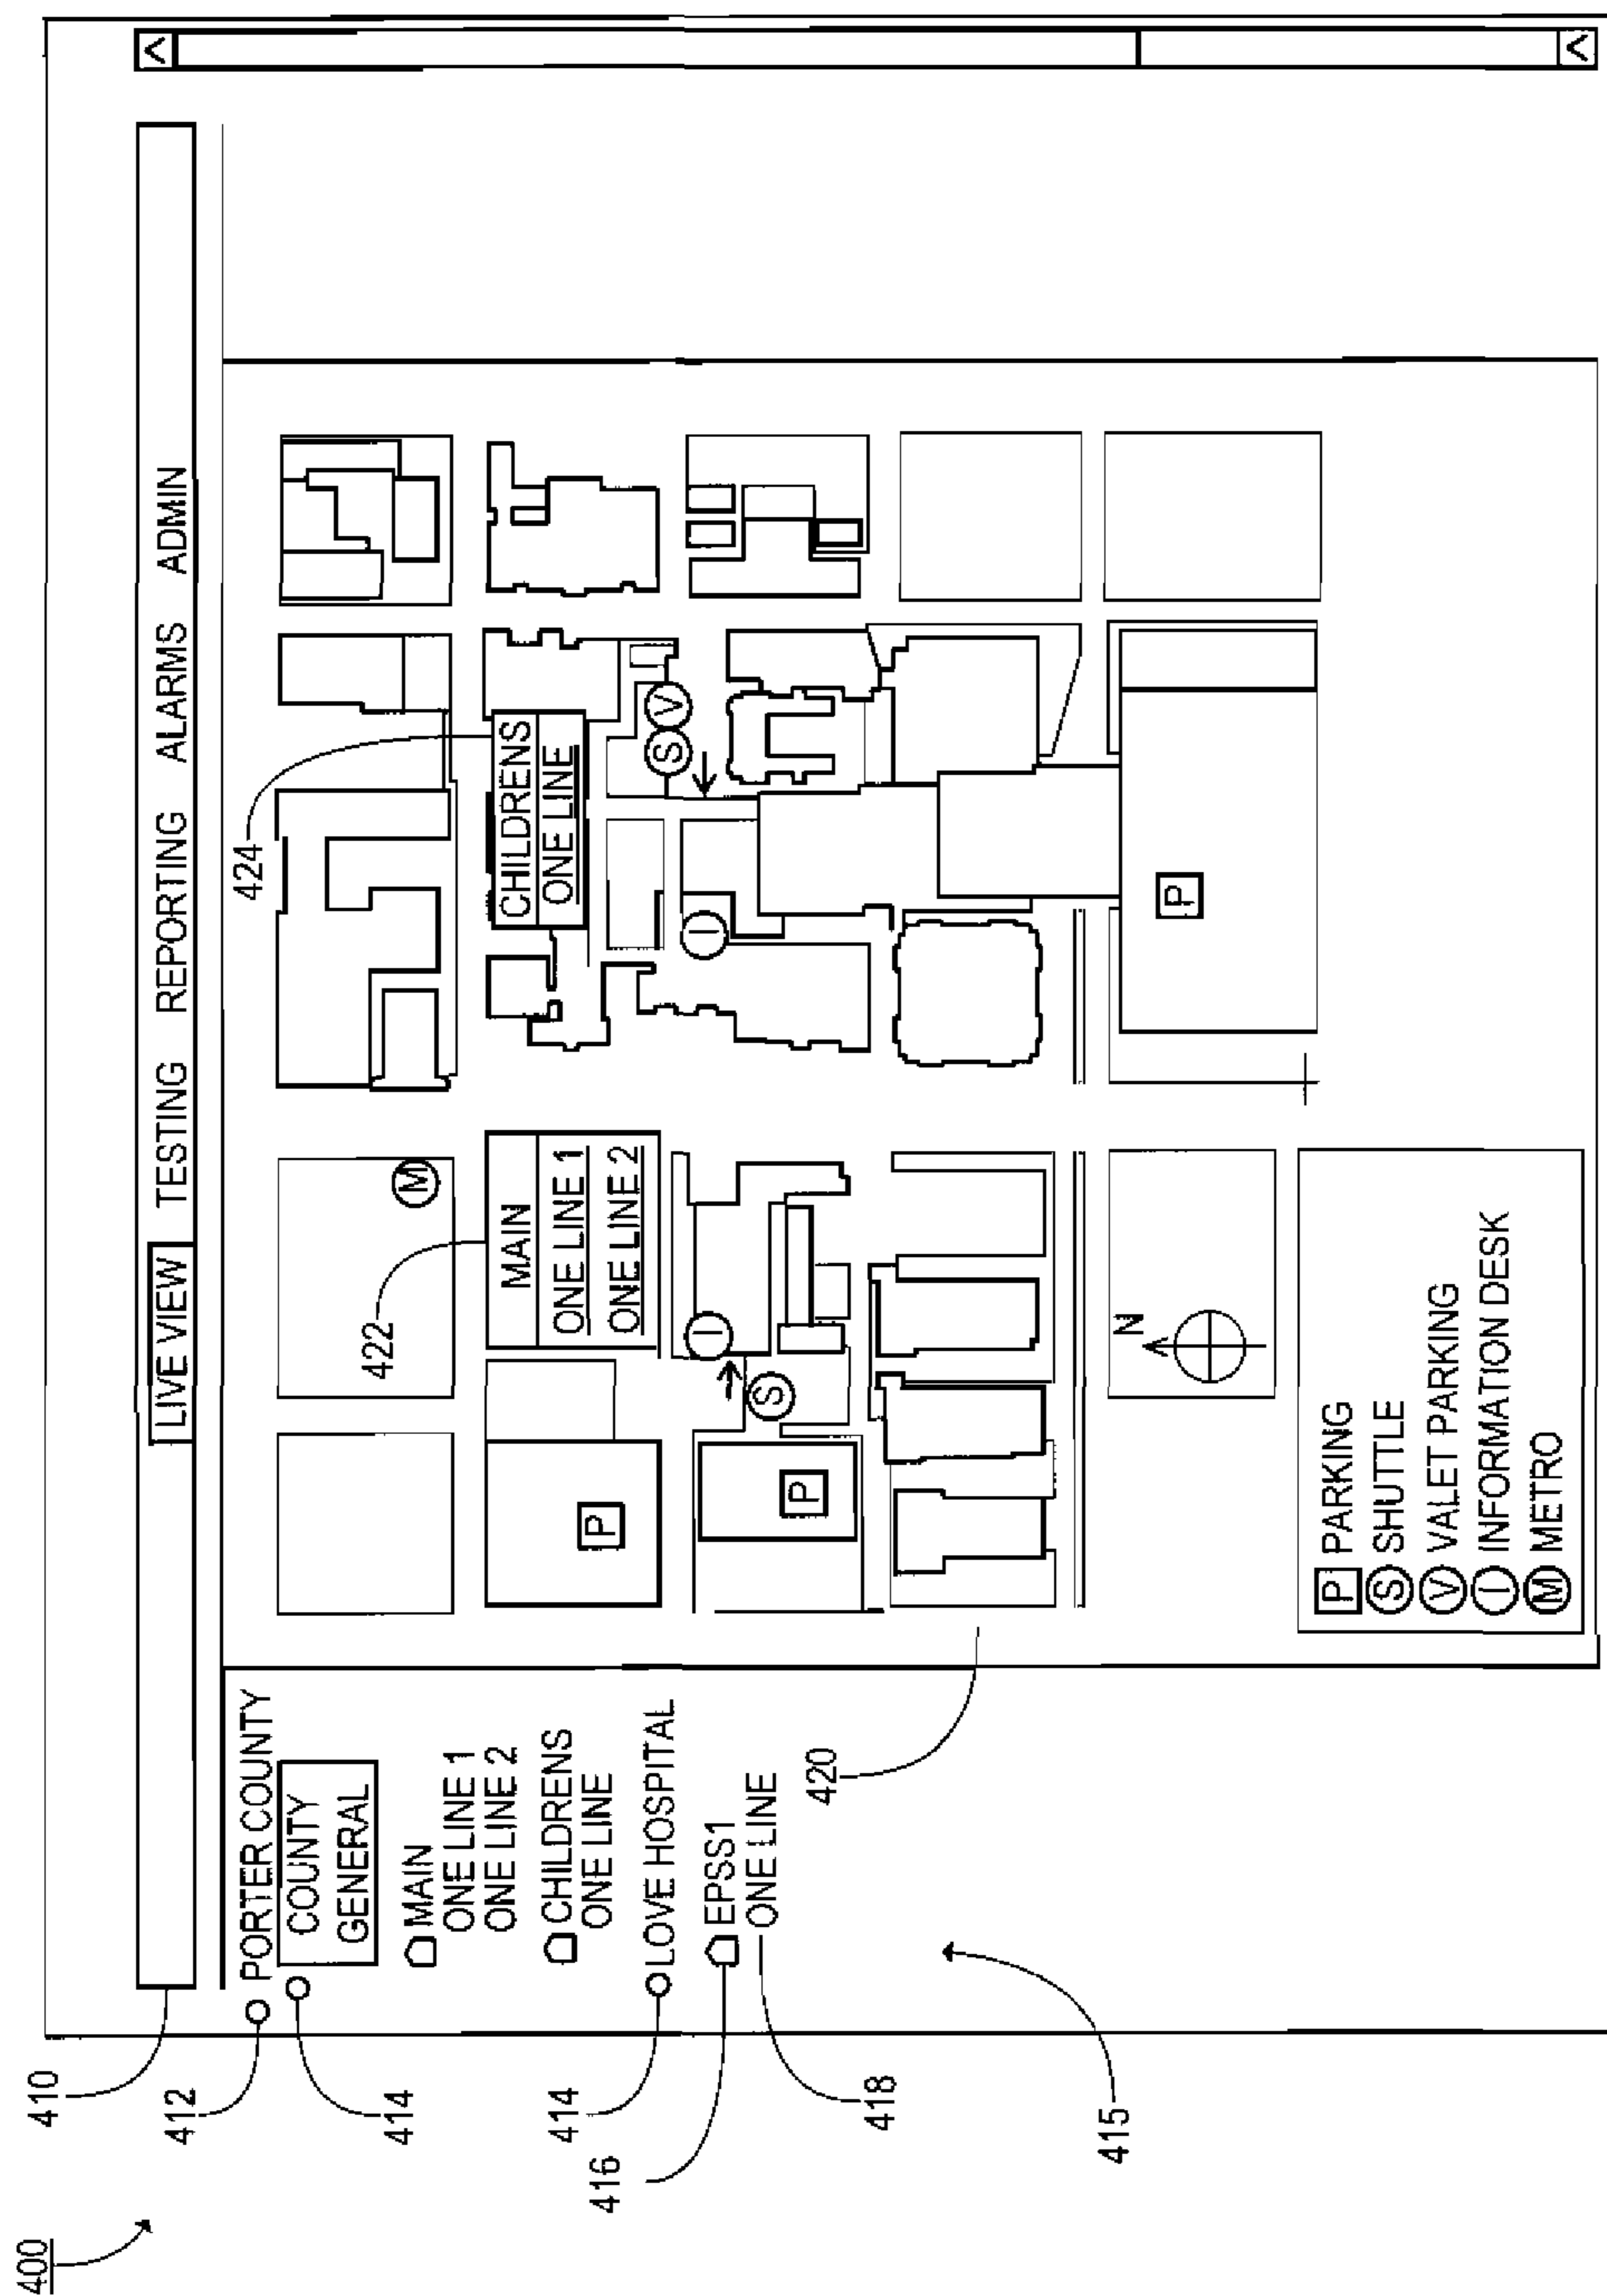 400
410
412
414
414
416
418
415
LIVE VIEW TESTING REPORTING ALARMS ADMIN
PORTER COUNTY
COUNTY
GENERAL
MAIN
ONE LINE 1
ONE LINE 2
CHILDRENS
ONE LINE
LOVE HOSPITAL
EPSS1
ONE LINE
420
422
M
424
MAIN
ONE LINE 1
ONE LINE 2
CHILDRENS
ONE LINE
P
I
S
P
I
S V
P
N
P PARKING
S SHUTTLE
V VALET PARKING
I INFORMATION DESK
M METRO